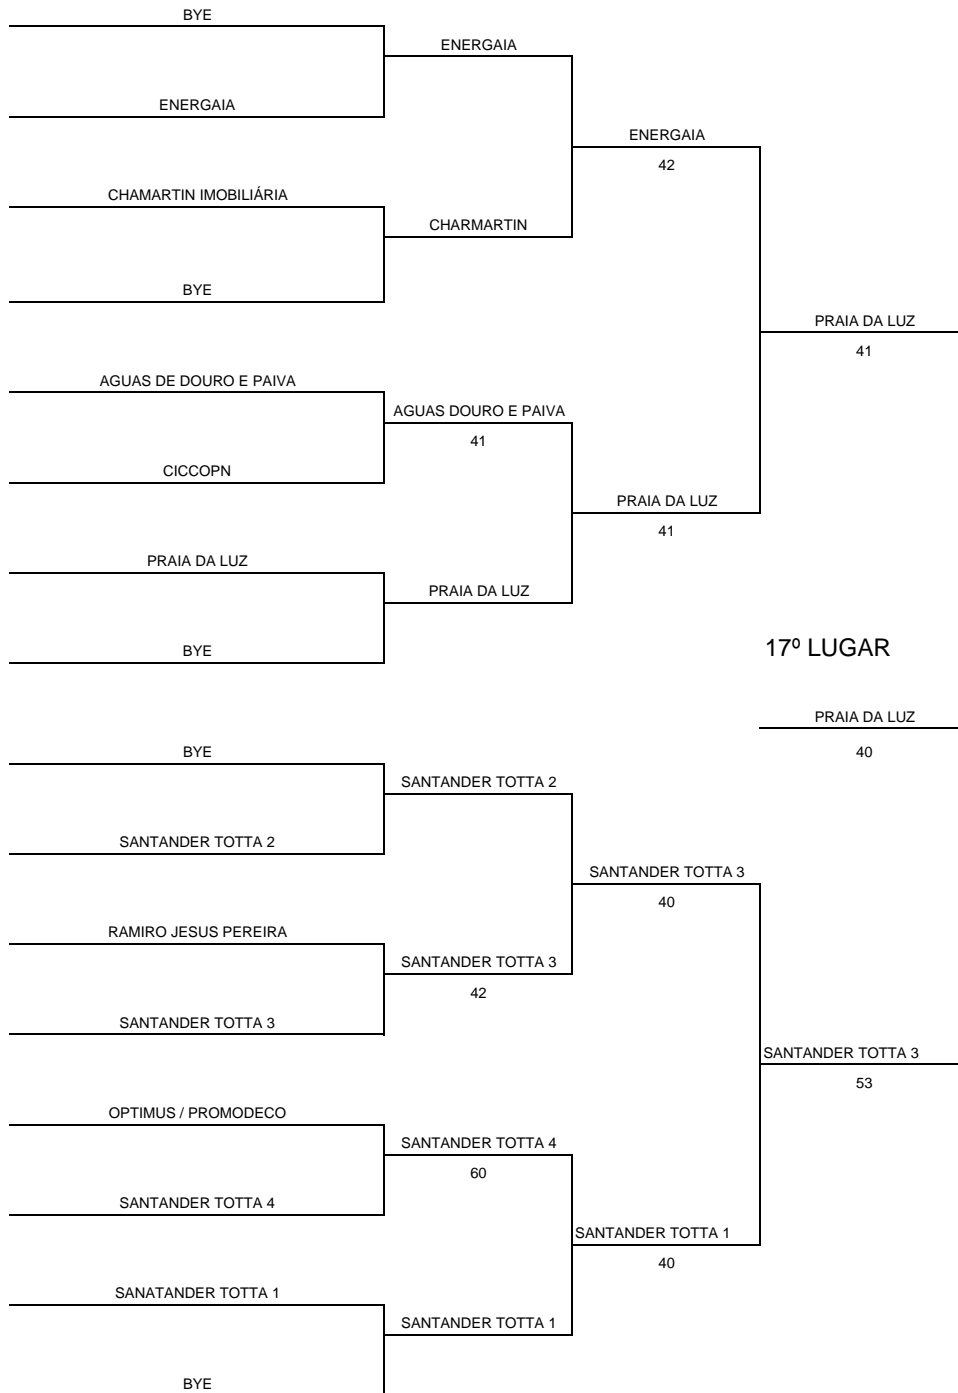 BYE
ENERGAIA
ENERGAIA
ENERGAIA
42
CHAMARTIN IMOBILIÁRIA
CHARMARTIN
BYE
PRAIA DA LUZ
41
AGUAS DE DOURO E PAIVA
AGUAS DOURO E PAIVA
41
CICCOPN
PRAIA DA LUZ
41
PRAIA DA LUZ
PRAIA DA LUZ
BYE
17º LUGAR
PRAIA DA LUZ
40
BYE
SANTANDER TOTTA 2
SANTANDER TOTTA 2
SANTANDER TOTTA 3
40
RAMIRO JESUS PEREIRA
SANTANDER TOTTA 3
42
SANTANDER TOTTA 3
SANTANDER TOTTA 3
53
OPTIMUS / PROMODECO
SANTANDER TOTTA 4
60
SANTANDER TOTTA 4
SANTANDER TOTTA 1
40
SANATANDER TOTTA 1
SANTANDER TOTTA 1
BYE